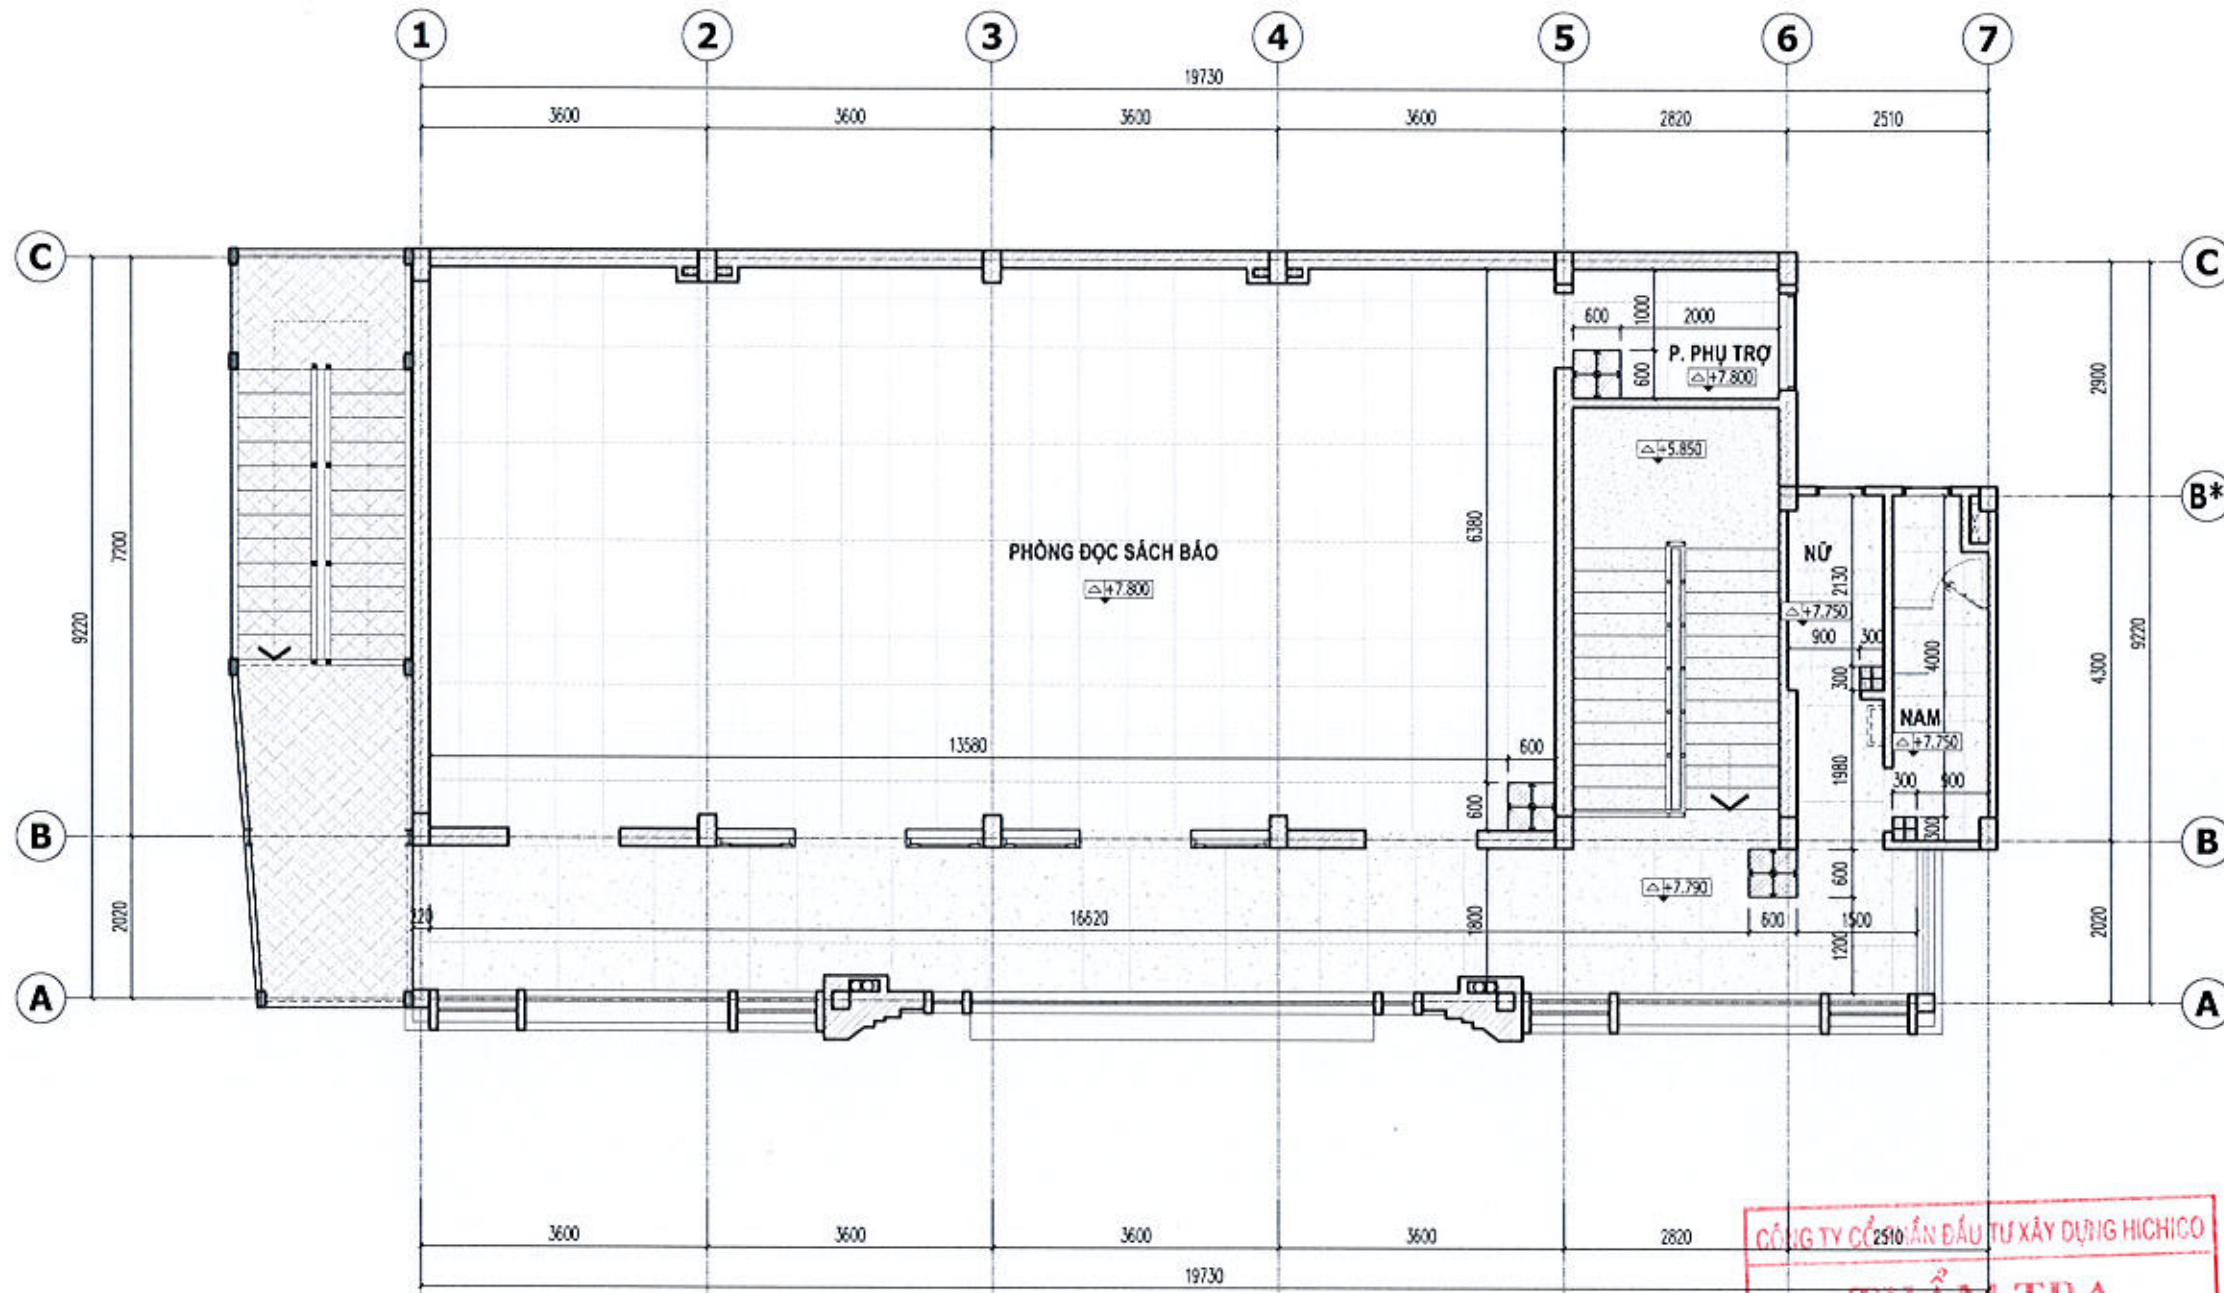 1 2 3 4 5 6 7
19730
3600 3600 3600 3600 2820 2510
C C
600 1000 2000
P. PHỤ TRỢ
600
+7.800
2900
+5.850
B*
7200
6380
PHÒNG ĐỌC SÁCH BÁO
+7.800
NỮ
2130
+7.750
9220 9220
900 300
4000
300
4300
NAM
+7.750
13580 600
1980
300 900
600
300
B B
+7.790
600
220 16620 1800 600 1500
2020 2020
1200
A A
3600 3600 3600 3600 2820 2510
19730
CÔNG TY CỔ PHẦN ĐẦU TƯ XÂY DỰNG HICHICO
THẨM TRA